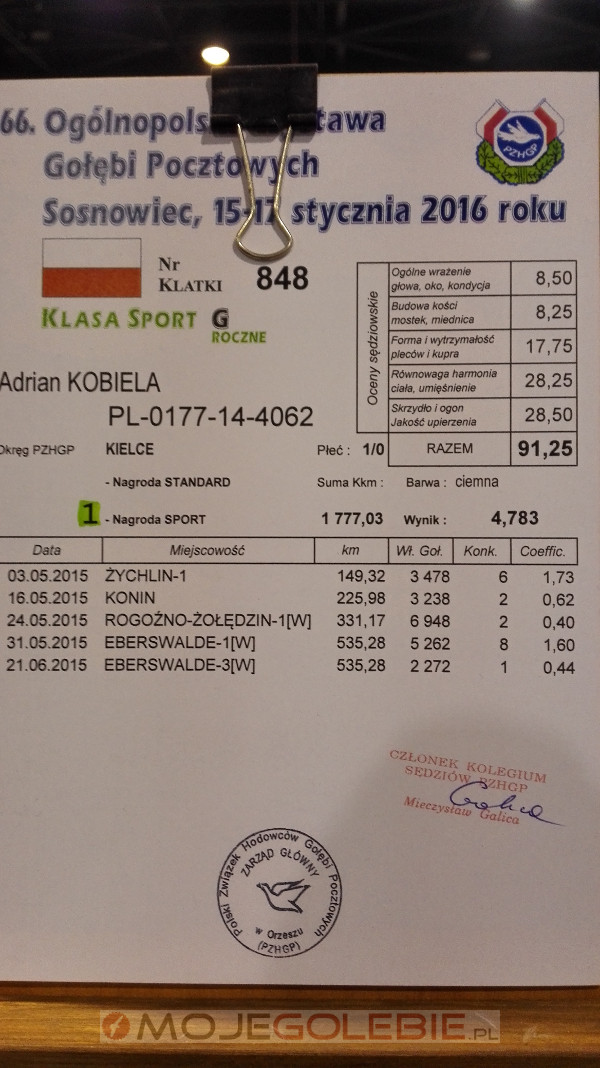 66. Ogólnopols tawa
Gołębi Pocztowych
Sosnowiec, 15-17 stycznia 2016 roku
PZHGP
Nr
KLATKI 848
KLASA SPORT G
ROCZNE
Oceny sędziowskie
Ogólne wrażenie
głowa, oko, kondycja 8,50
Budowa kości
mostek, miednica 8,25
Forma i wytrzymałość
pleców i kupra 17,75
Równowaga harmonia
ciała, umięśnienie 28,25
Skrzydło i ogon
Jakość upierzenia 28,50
RAZEM 91,25
Adrian KOBIELA
PL-0177-14-4062
Okręg PZHGP KIELCE Płeć : 1/0
- Nagroda STANDARD Suma Kkm : Barwa : ciemna
1 - Nagroda SPORT 1 777,03 Wynik : 4,783
Data Miejscowość km Wł. Goł. Konk. Coeffic.
03.05.2015 ŻYCHLIN-1 149,32 3 478 6 1,73
16.05.2015 KONIN 225,98 3 238 2 0,62
24.05.2015 ROGOŹNO-ŻOŁĘDZIN-1[W] 331,17 6 948 2 0,40
31.05.2015 EBERSWALDE-1[W] 535,28 5 262 8 1,60
21.06.2015 EBERSWALDE-3[W] 535,28 2 272 1 0,44
CZŁONEK KOLEGIUM
SĘDZIÓW PZHGP
Mieczysław Galica
Polski Związek Hodowców Gołębi Pocztowych
ZARZĄD GŁÓWNY
w Orzeszu
(PZHGP)
MOJEGOLEBIE.PL